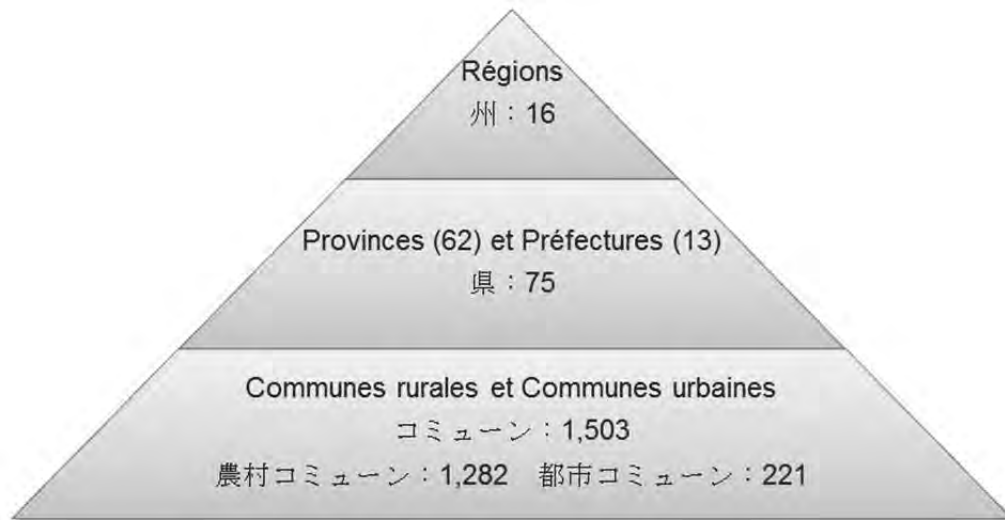 Régions
州：16
Provinces (62) et Préfectures (13)
県：75
Communes rurales et Communes urbaines
コミューン：1,503
農村コミューン：1,282　都市コミューン：221